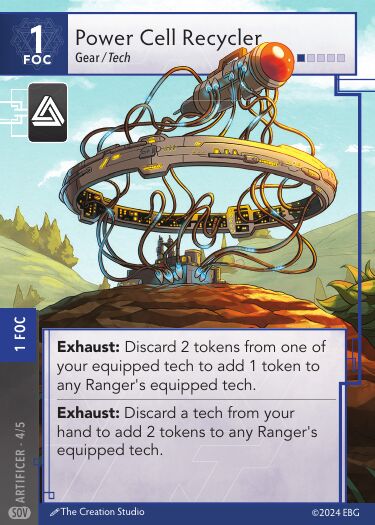 1
FOC
Power Cell Recycler
Gear / Tech
1 FOC
Exhaust: Discard 2 tokens from one of
your equipped tech to add 1 token to
any Ranger's equipped tech.
Exhaust: Discard a tech from your
hand to add 2 tokens to any Ranger's
equipped tech.
ARTIFICER - 4/5
SOV
The Creation Studio
©2024 EBG